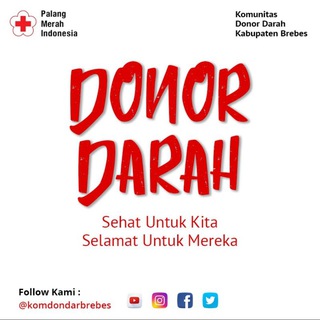 Palang
Merah
Indonesia
Komunitas
Donor Darah
Kabupaten Brebes
DONOR
DARAH
Sehat Untuk Kita
Selamat Untuk Mereka
Follow Kami :
@komdondarbrebes